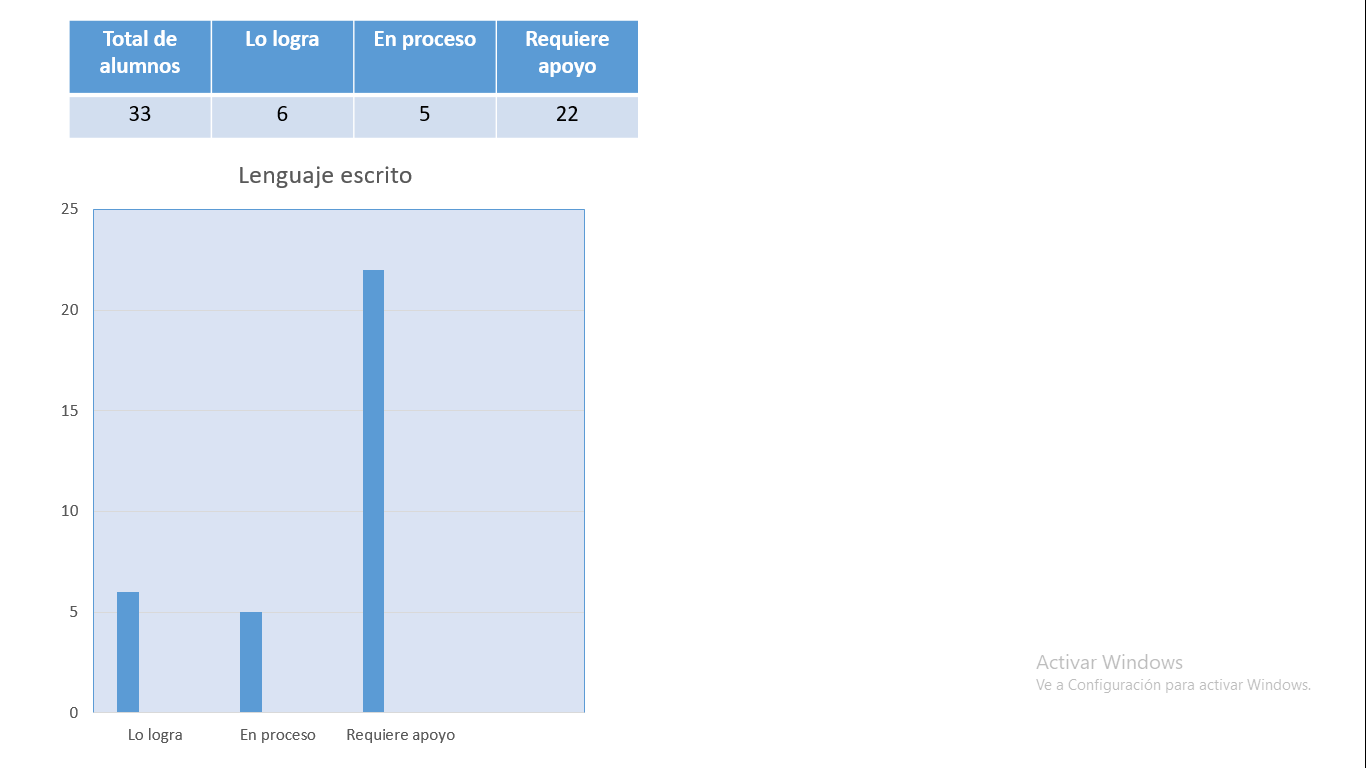 Total de
alumnos
Lo logra
En proceso
Requiere
apoyo
33 6 5 22
Lenguaje escrito
25
20
15
10
5
0
Lo logra En proceso Requiere apoyo
Activar Windows
Ve a Configuración para activar Windows.